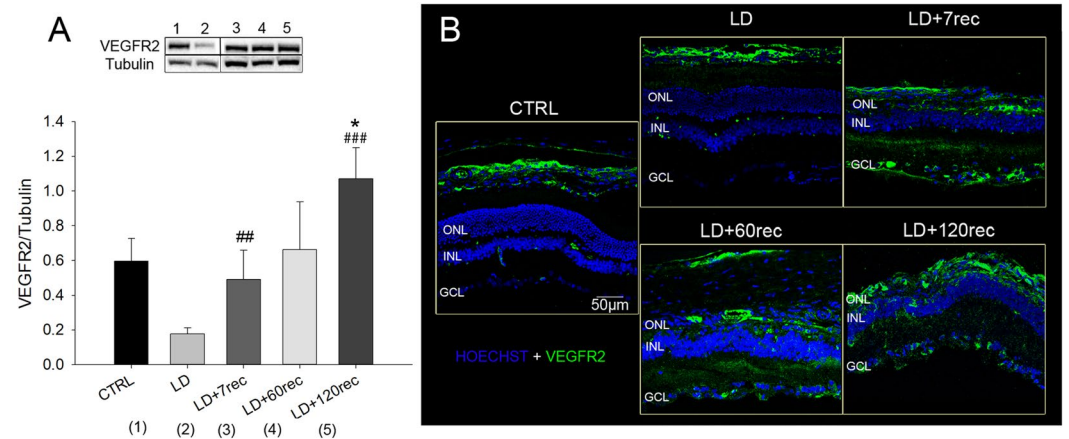 A
1 2 3 4 5
VEGFR2
Tubulin
VEGFR2/Tubulin
1.4
1.2
1.0
0.8
0.6
0.4
0.2
0.0
##
*
###
CTRL
LD
LD+7rec
LD+60rec
LD+120rec
(1) (2) (3) (4) (5)
B
CTRL
ONL
INL
GCL
50µm
LD
ONL
INL
GCL
LD+7rec
ONL
INL
GCL
LD+60rec
ONL
INL
GCL
LD+120rec
ONL
INL
GCL
HOECHST + VEGFR2